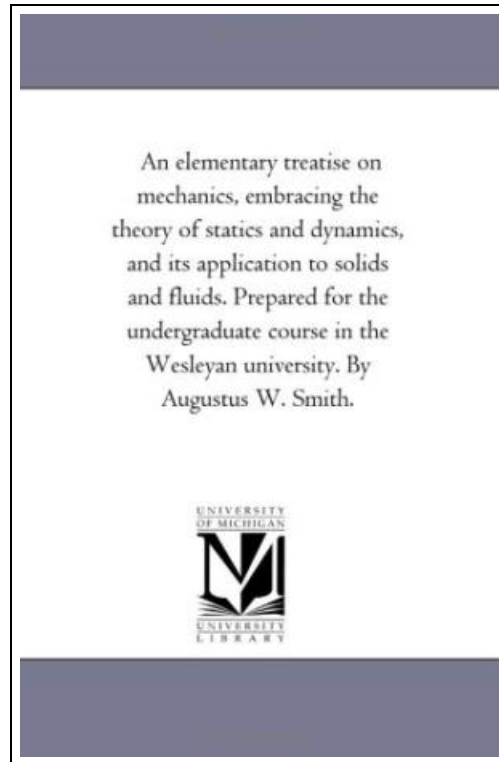 An elementary treatise on
mechanics, embracing the
theory of statics and dynamics,
and its application to solids
and fluids. Prepared for the
undergraduate course in the
Wesleyan university. By
Augustus W. Smith.
UNIVERSITY
OF MICHIGAN
UNIVERSITY
LIBRARY